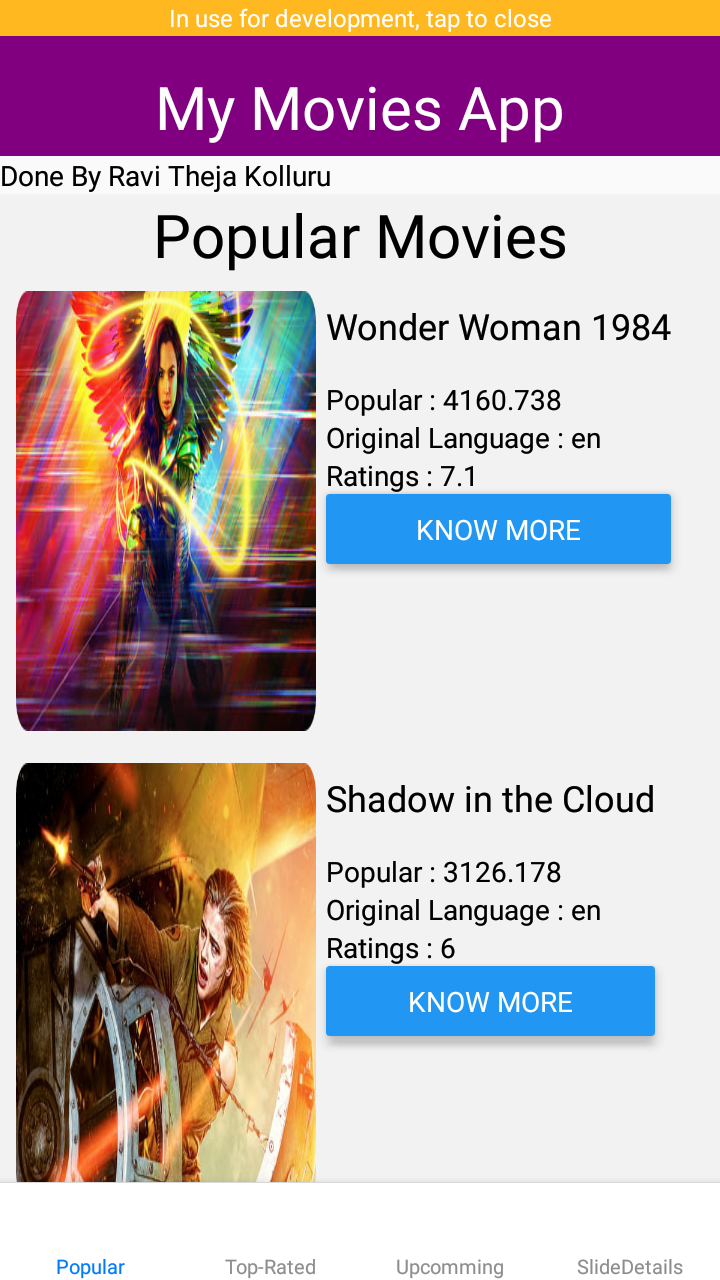 In use for development, tap to close
My Movies App
Done By Ravi Theja Kolluru
Popular Movies
Wonder Woman 1984
Popular : 4160.738
Original Language : en
Ratings : 7.1
KNOW MORE
Shadow in the Cloud
Popular : 3126.178
Original Language : en
Ratings : 6
KNOW MORE
Popular
Top-Rated
Upcomming
SlideDetails